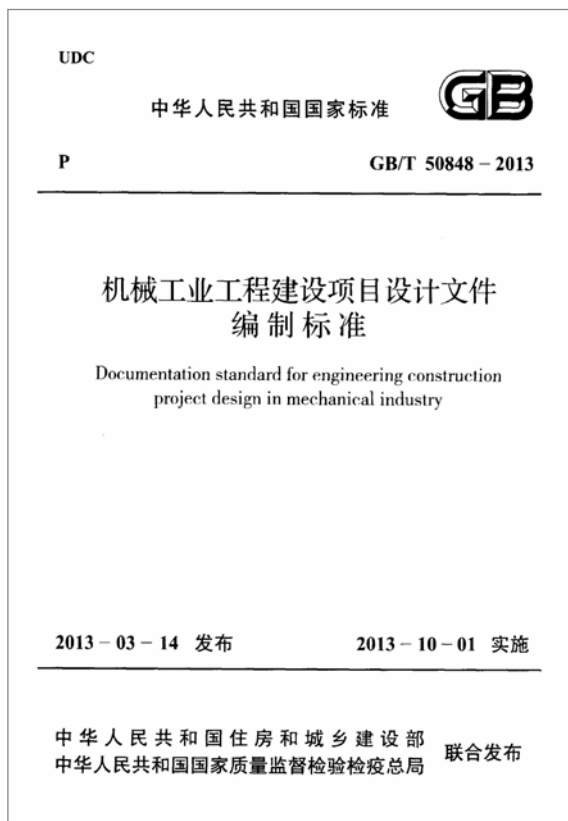 UDC
中华人民共和国国家标准
GB
P
GB/T 50848－2013
机械工业工程建设项目设计文件
编制标准
Documentation standard for engineering construction
project design in mechanical industry
2013－03－14 发布
2013－10－01 实施
中华人民共和国住房和城乡建设部
中华人民共和国国家质量监督检验检疫总局
联合发布